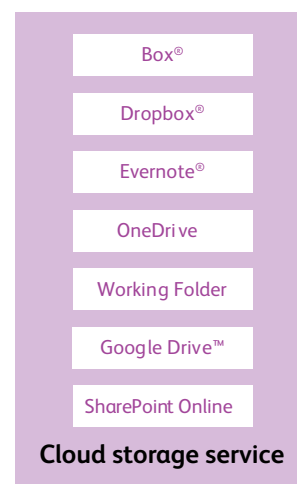 Box®
Dropbox®
Evernote®
OneDrive
Working Folder
Google Drive™
SharePoint Online
Cloud storage service